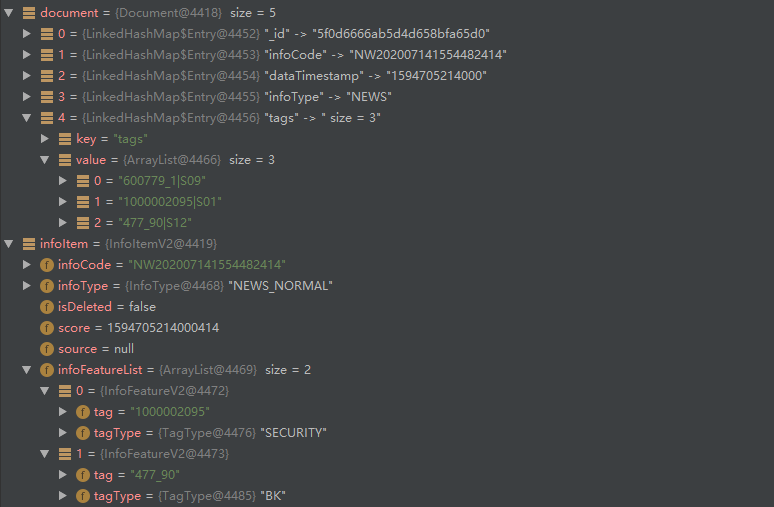 document = {Document@4418} size = 5
0 = {LinkedHashMap$Entry@4452} "_id" -> "5f0d6666ab5d4d658bfa65d0"
1 = {LinkedHashMap$Entry@4453} "infoCode" -> "NW202007141554482414"
2 = {LinkedHashMap$Entry@4454} "dataTimestamp" -> "1594705214000"
3 = {LinkedHashMap$Entry@4455} "infoType" -> "NEWS"
4 = {LinkedHashMap$Entry@4456} "tags" -> " size = 3"
key = "tags"
value = {ArrayList@4466} size = 3
0 = "600779_1|S09"
1 = "1000002095|S01"
2 = "477_90|S12"
infoItem = {InfoItemV2@4419}
f infoCode = "NW202007141554482414"
f infoType = {InfoType@4468} "NEWS_NORMAL"
f isDeleted = false
f score = 1594705214000414
f source = null
f infoFeatureList = {ArrayList@4469} size = 2
0 = {InfoFeatureV2@4472}
f tag = "1000002095"
f tagType = {TagType@4476} "SECURITY"
1 = {InfoFeatureV2@4473}
f tag = "477_90"
f tagType = {TagType@4485} "BK"